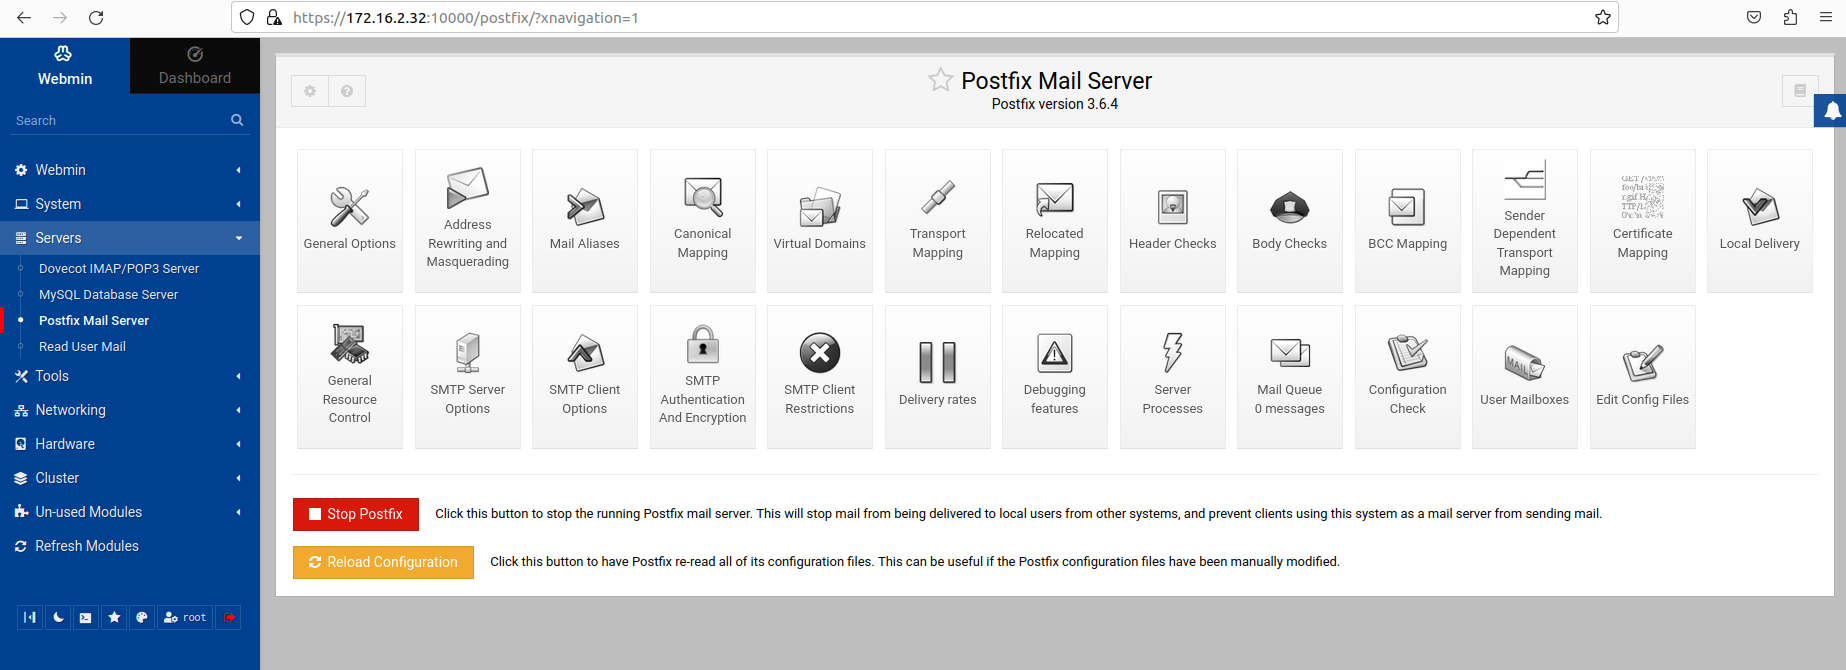 https://172.16.2.32:10000/postfix/?xnavigation=1
Webmin
Dashboard
Search
Webmin
System
Servers
Dovecot IMAP/POP3 Server
MySQL Database Server
Postfix Mail Server
Read User Mail
Tools
Networking
Hardware
Cluster
Un-used Modules
Refresh Modules
root
Postfix Mail Server
Postfix version 3.6.4
General Options
Address
Rewriting and
Masquerading
Mail Aliases
Canonical
Mapping
Virtual Domains
Transport
Mapping
Relocated
Mapping
Header Checks
Body Checks
BCC Mapping
Sender
Dependent
Transport
Mapping
Certificate
Mapping
Local Delivery
General
Resource
Control
SMTP Server
Options
SMTP Client
Options
SMTP
Authentication
And Encryption
SMTP Client
Restrictions
Delivery rates
Debugging
features
Server
Processes
Mail Queue
0 messages
Configuration
Check
MAIL
User Mailboxes
Edit Config Files
Stop Postfix
Click this button to stop the running Postfix mail server. This will stop mail from being delivered to local users from other systems, and prevent clients using this system as a mail server from sending mail.
Reload Configuration
Click this button to have Postfix re-read all of its configuration files. This can be useful if the Postfix configuration files have been manually modified.